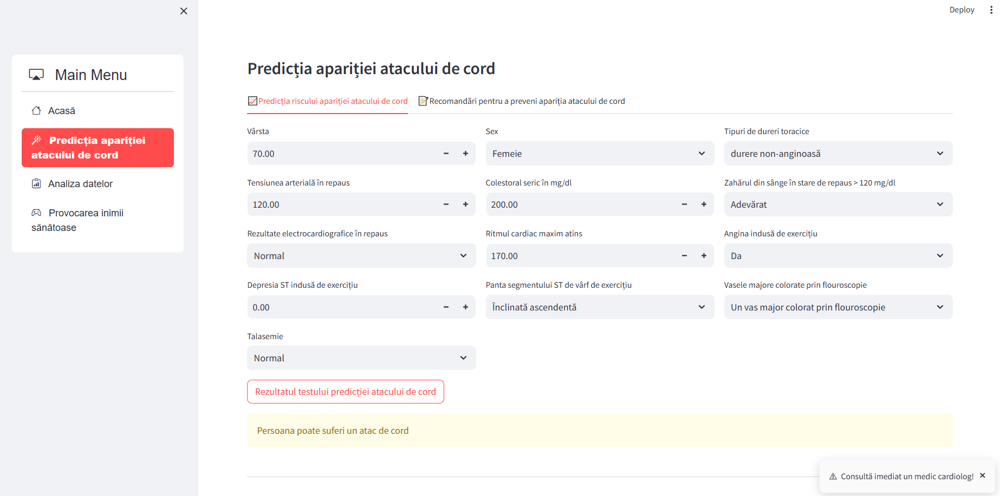 Deploy
Main Menu
Acasă
Predicția apariției
atacului de cord
Analiza datelor
Provocarea inimii
sănătoase
Predicția apariției atacului de cord
Predicția riscului apariției atacului de cord
Recomandări pentru a preveni apariția atacului de cord
Vârsta
70.00
Sex
Femeie
Tipuri de dureri toracice
durere non-anginoasă
Tensiunea arterială în repaus
120.00
Colestoral seric în mg/dl
200.00
Zahărul din sânge în stare de repaus > 120 mg/dl
Adevărat
Rezultate electrocardiografice în repaus
Normal
Ritmul cardiac maxim atins
170.00
Angina indusă de exercițiu
Da
Depresia ST indusă de exercițiu
0.00
Panta segmentului ST de vârf de exercițiu
Înclinată ascendentă
Vasele majore colorate prin flouroscopie
Un vas major colorat prin flouroscopie
Talasemie
Normal
Rezultatul testului predicției atacului de cord
Persoana poate suferi un atac de cord
Consultă imediat un medic cardiolog!